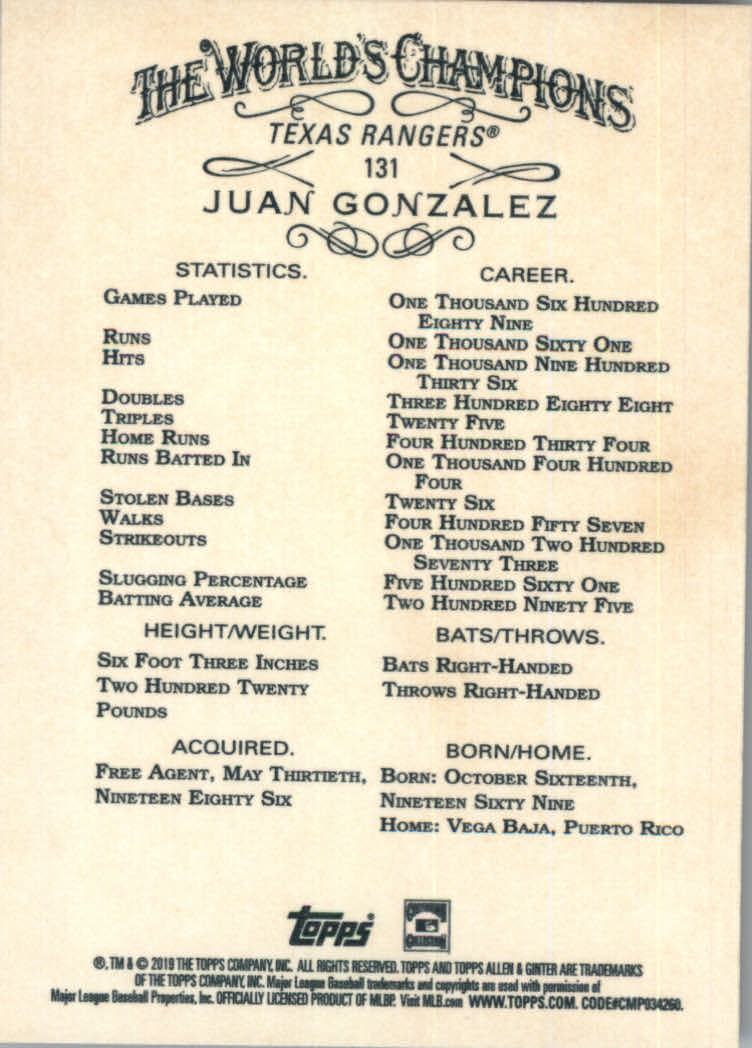 THE WORLD'S CHAMPIONS
TEXAS RANGERS®
131
JUAN GONZALEZ
STATISTICS. CAREER.
GAMES PLAYED ONE THOUSAND SIX HUNDRED
EIGHTY NINE
RUNS ONE THOUSAND SIXTY ONE
HITS ONE THOUSAND NINE HUNDRED
THIRTY SIX
DOUBLES THREE HUNDRED EIGHTY EIGHT
TRIPLES TWENTY FIVE
HOME RUNS FOUR HUNDRED THIRTY FOUR
RUNS BATTED IN ONE THOUSAND FOUR HUNDRED
FOUR
STOLEN BASES TWENTY SIX
WALKS FOUR HUNDRED FIFTY SEVEN
STRIKEOUTS ONE THOUSAND TWO HUNDRED
SEVENTY THREE
SLUGGING PERCENTAGE FIVE HUNDRED SIXTY ONE
BATTING AVERAGE TWO HUNDRED NINETY FIVE
HEIGHT/WEIGHT. BATS/THROWS.
SIX FOOT THREE INCHES BATS RIGHT-HANDED
TWO HUNDRED TWENTY THROWS RIGHT-HANDED
POUNDS
ACQUIRED. BORN/HOME.
FREE AGENT, MAY THIRTIETH, BORN: OCTOBER SIXTEENTH,
NINETEEN EIGHTY SIX NINETEEN SIXTY NINE
HOME: VEGA BAJA, PUERTO RICO
topps®
COLLECTION
®, TM & © 2019 THE TOPPS COMPANY, INC. ALL RIGHTS RESERVED. TOPPS AND TOPPS ALLEN & GINTER ARE TRADEMARKS
OF THE TOPPS COMPANY, INC. Major League Baseball trademarks and copyrights are used with permission of
Major League Baseball Properties, Inc. OFFICIALLY LICENSED PRODUCT OF MLBP. Visit MLB.com WWW.TOPPS.COM. CODE#CMP034260.